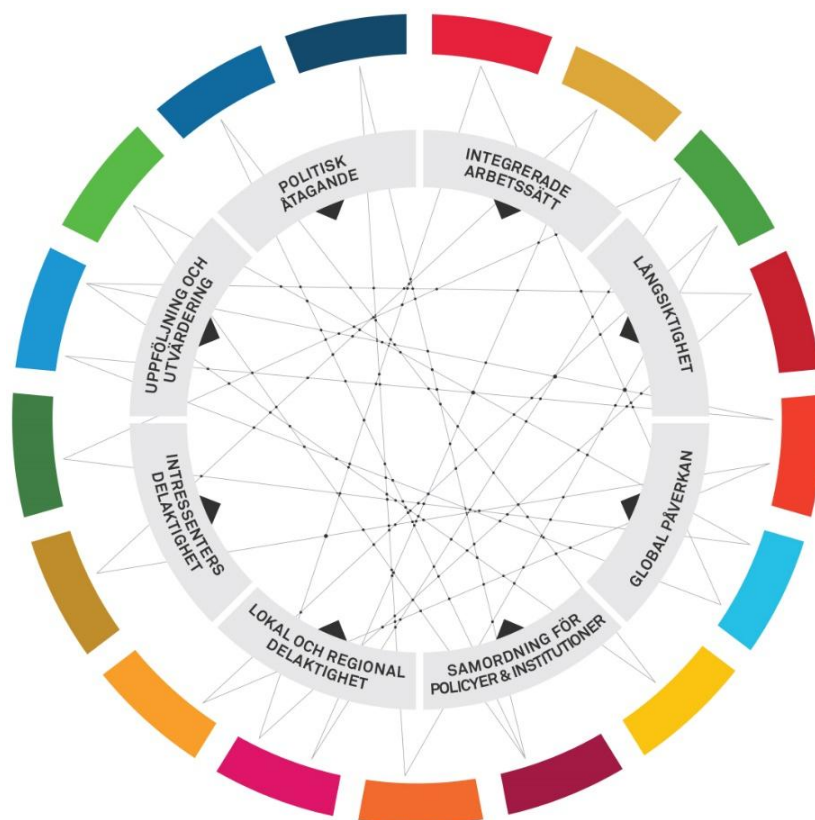 POLITISK
ÅTAGANDE
INTEGRERADE
ARBETSSÄTT
LÅNGSIKTIGHET
GLOBAL PÅVERKAN
SAMORDNING FÖR
POLICYER & INSTITUTIONER
LOKAL OCH REGIONAL
DELAKTIGHET
INTRESSENTERS
DELAKTIGHET
UPPFÖLJNING OCH
UTVÄRDERING